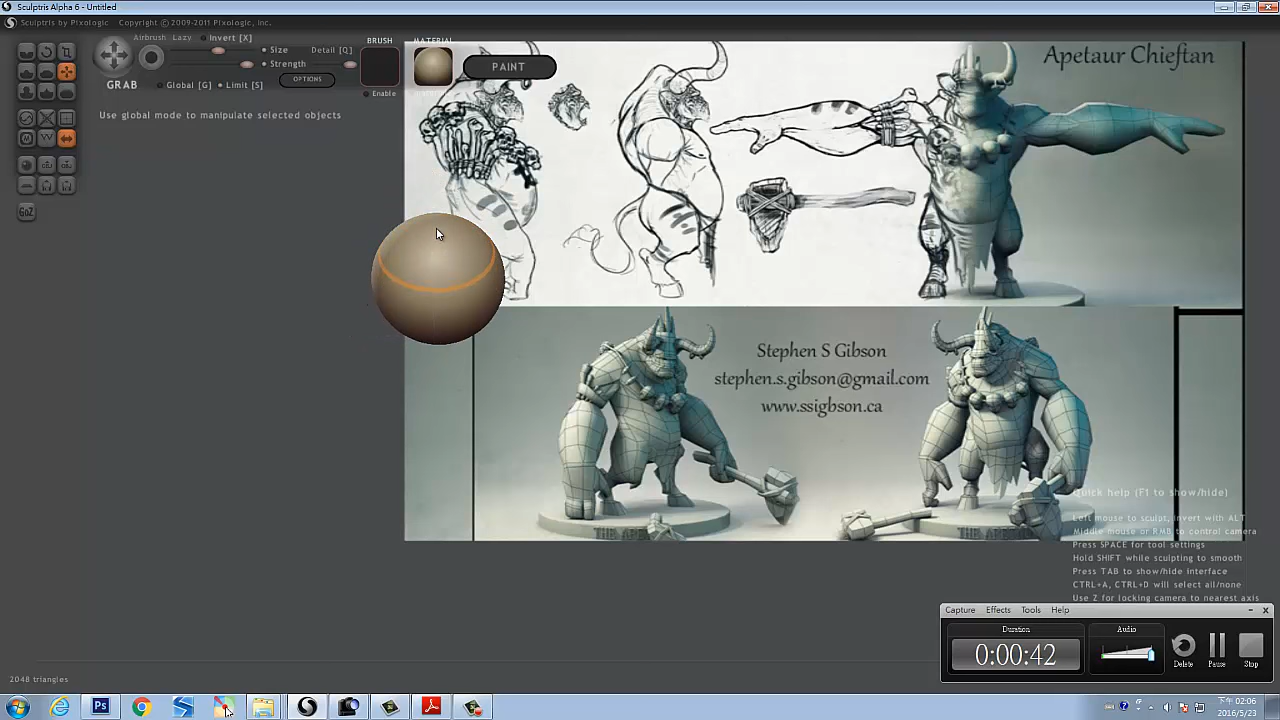 Sculptris Alpha 6 - Untitled
Sculptris by Pixologic Copyright © 2009-2011 Pixologic, Inc.
Airbrush Lazy Invert [X]
Size Detail [Q]
Strength
GRAB Global [G] Limit [S] OPTIONS
BRUSH
Enable
MATERIAL
PAINT
Use global mode to manipulate selected objects
GoZ
Apetaur Chieftan
Stephen S Gibson
stephen.s.gibson@gmail.com
www.ssigbson.ca
Quick help (F1 to show/hide)
Left mouse to sculpt, invert with ALT
Middle mouse or RMB to control camera
Press SPACE for tool settings
Hold SHIFT while sculpting to smooth
Press TAB to show/hide interface
CTRL+A, CTRL+D will select all/none
Use Z for locking camera to nearest axis
Capture Effects Tools Help
Duration Audio
0:00:42
Delete Pause Stop
2048 triangles
Ps
下午 02:06
2016/5/23